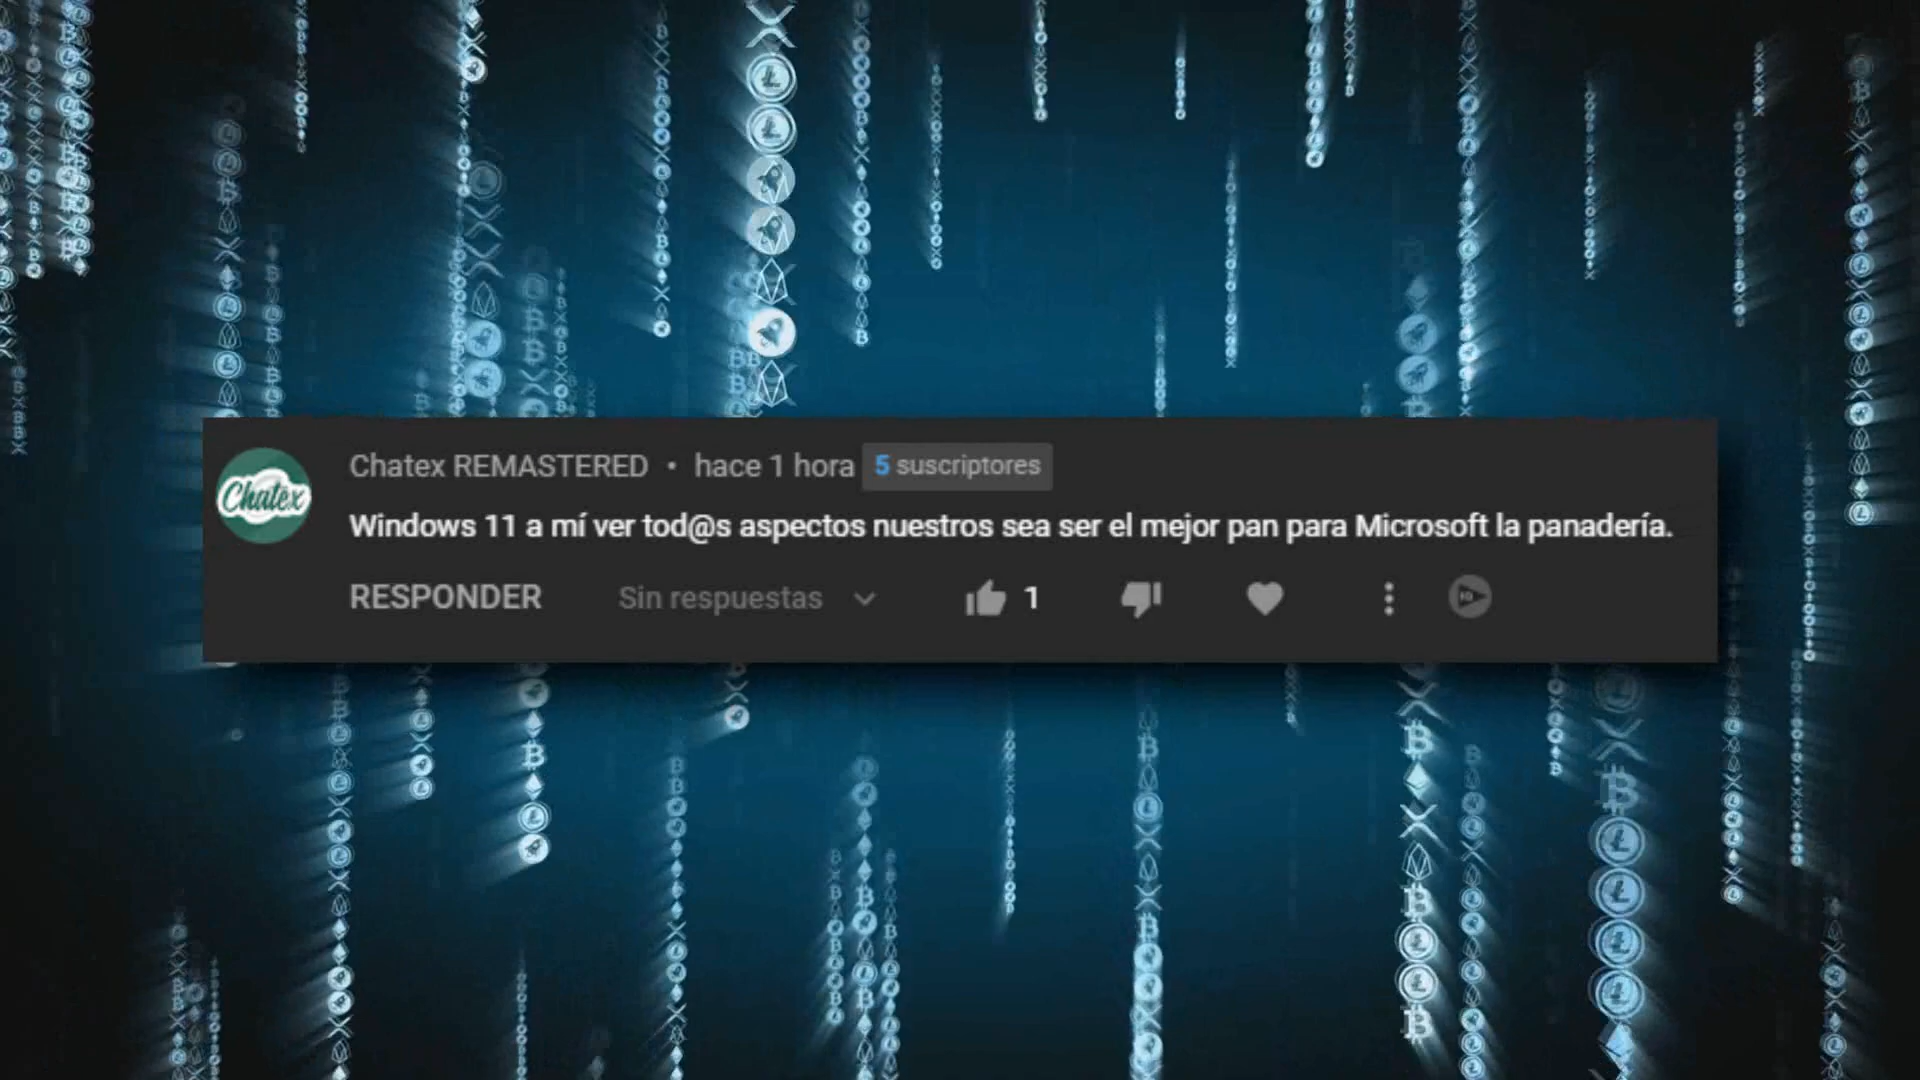 Chatex
Chatex REMASTERED • hace 1 hora 5 suscriptores
Windows 11 a mí ver tod@s aspectos nuestros sea ser el mejor pan para Microsoft la panadería.
RESPONDER Sin respuestas 1